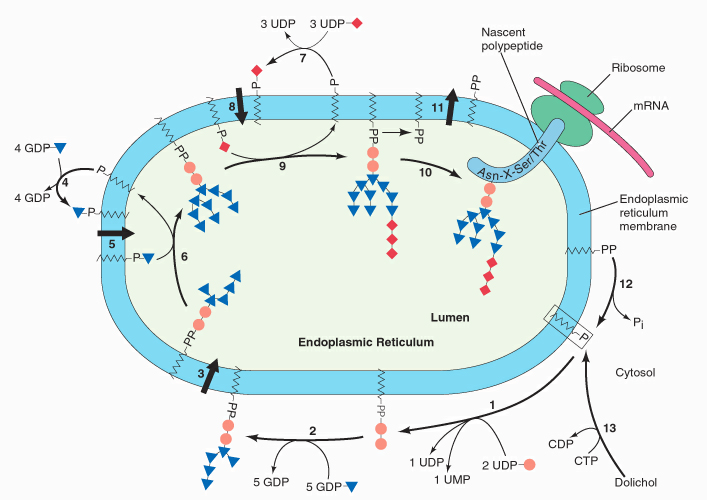 3 UDP
3 UDP
7
P
P
8
P
PP
PP
PP
11
PP
Nascent
polypeptide
Ribosome
mRNA
Asn-X-Ser/Thr
9
10
4 GDP
4
4 GDP
P
P
5
P
6
Endoplasmic
reticulum
membrane
PP
12
Pi
P
Lumen
Endoplasmic Reticulum
PP
3
Cytosol
PP
PP
2
1
5 GDP
5 GDP
1 UDP
1 UMP
2 UDP
CDP
CTP
13
Dolichol